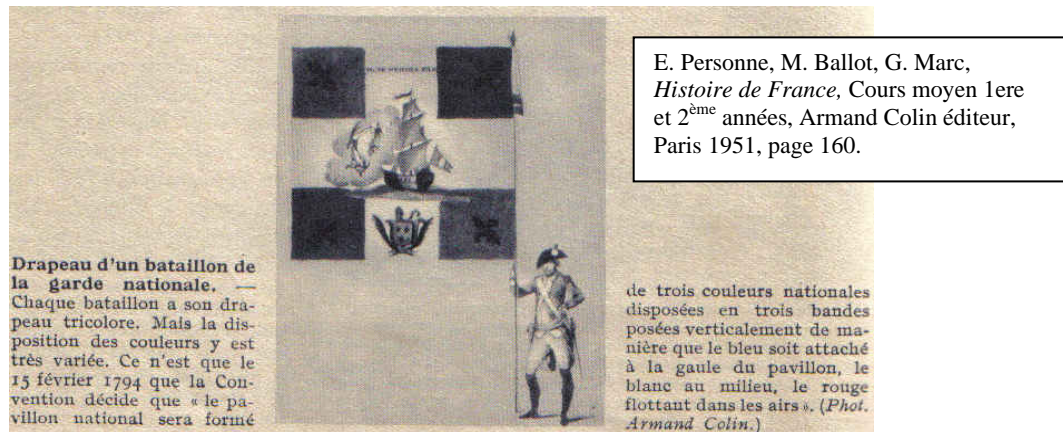 E. Personne, M. Ballot, G. Marc,
Histoire de France, Cours moyen 1ere
et 2ème années, Armand Colin éditeur,
Paris 1951, page 160.
Drapeau d'un bataillon de
la garde nationale. —
Chaque bataillon a son dra-
peau tricolore. Mais la dis-
position des couleurs y est
très variée. Ce n'est que le
15 février 1794 que la Con-
vention décide que « le pa-
villon national sera formé
de trois couleurs nationales
disposées en trois bandes
posées verticalement de ma-
nière que le bleu soit attaché
à la gaule du pavillon, le
blanc au milieu, le rouge
flottant dans les airs ». (Phot.
Armand Colin.)